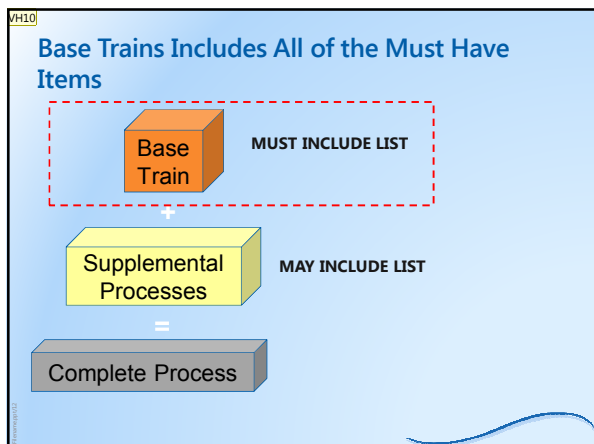 VH10
Base Trains Includes All of the Must Have
Items
Base
Train
MUST INCLUDE LIST
+
Supplemental
Processes
MAY INCLUDE LIST
=
Complete Process